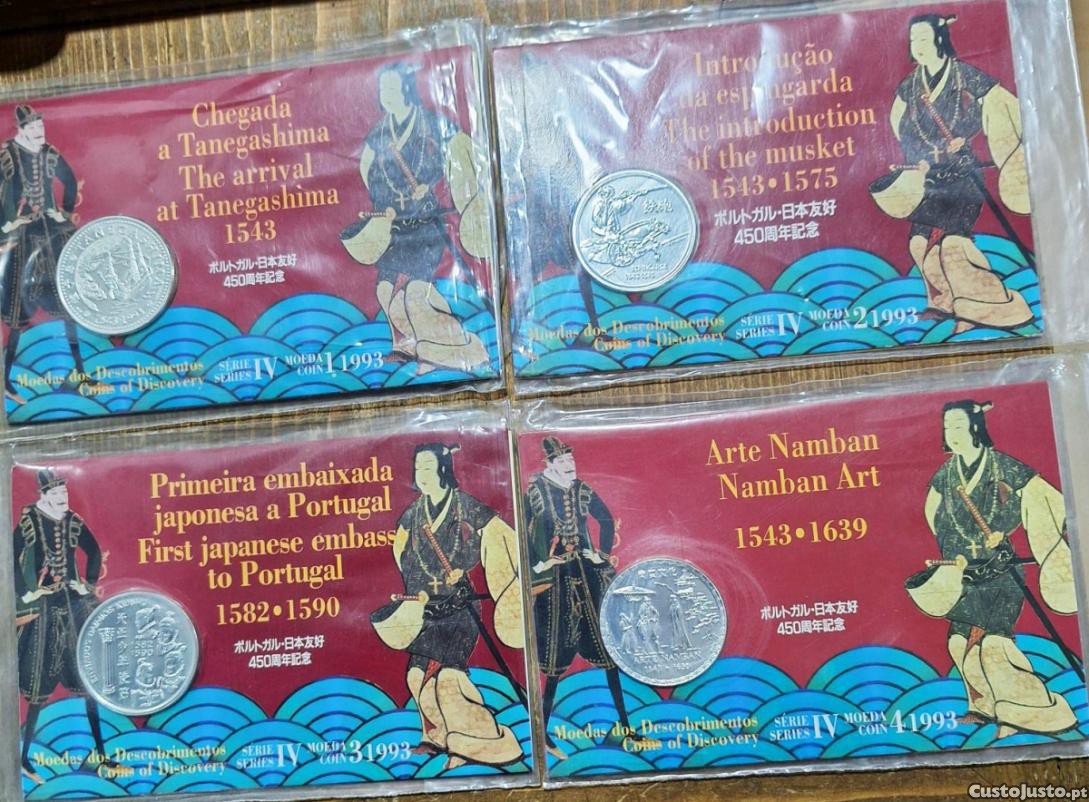 Chegada
a Tanegashima
The arrival
at Tanegashima
1543
ポルトガル・日本友好
450周年記念
Moedas dos Descobrimentos
Coins of Discovery
SÉRIE
SERIES
IV
MOEDA
COIN
1.1993
Introdução
da espingarda
The introduction
of the musket
1543•1575
ポルトガル・日本友好
450周年記念
鉄砲
Moedas dos Descobrimentos
Coins of Discovery
SÉRIE
SERIES
IV
MOEDA
COIN
21993
Primeira embaixada
japonesa a Portugal
First japanese embass
to Portugal
1582•1590
ポルトガル・日本友好
450周年記念
Moedas dos Descobrimentos
Coins of Discovery
SÉRIE
SERIES
IV
MOEDA
COIN
31993
Arte Namban
Namban Art
1543•1639
ポルトガル・日本友好
450周年記念
ARTE NAMBAN
Moedas dos Descobrimentos
Coins of Discovery
SÉRIE
SERIES
IV
MOEDA
COIN
4.1993
CustoJusto.pt